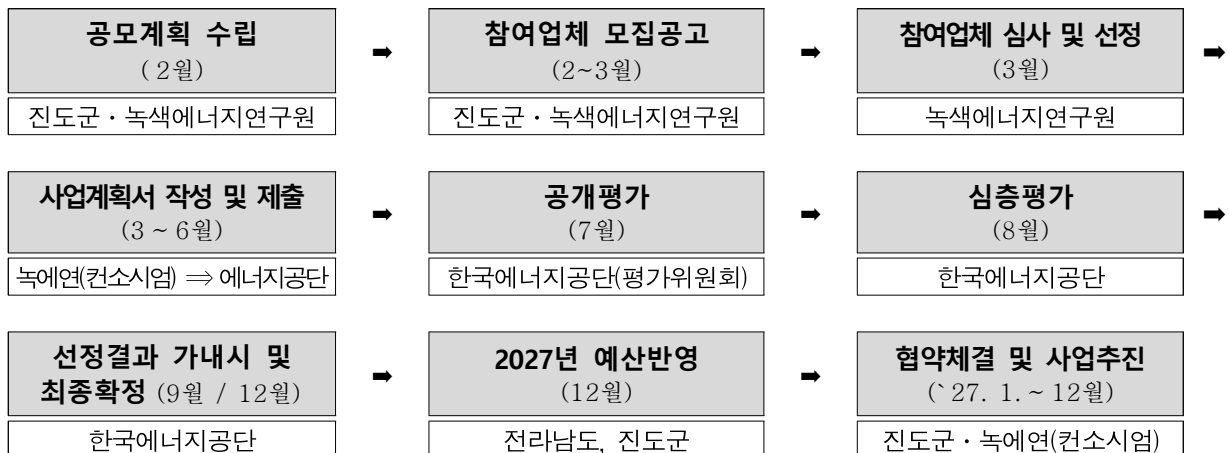 공모계획 수립
( 2월)
진도군・녹색에너지연구원
➡
참여업체 모집공고
(2~3월)
진도군・녹색에너지연구원
➡
참여업체 심사 및 선정
(3월)
녹색에너지연구원
➡
사업계획서 작성 및 제출
(3 ~ 6월)
녹에연(컨소시엄) ⇒ 에너지공단
➡
공개평가
(7월)
한국에너지공단(평가위원회)
➡
심층평가
(8월)
한국에너지공단
➡
선정결과 가내시 및
최종확정 (9월 / 12월)
한국에너지공단
➡
2027년 예산반영
(12월)
전라남도, 진도군
➡
협약체결 및 사업추진
(`27. 1. ~ 12월)
진도군・녹에연(컨소시엄)